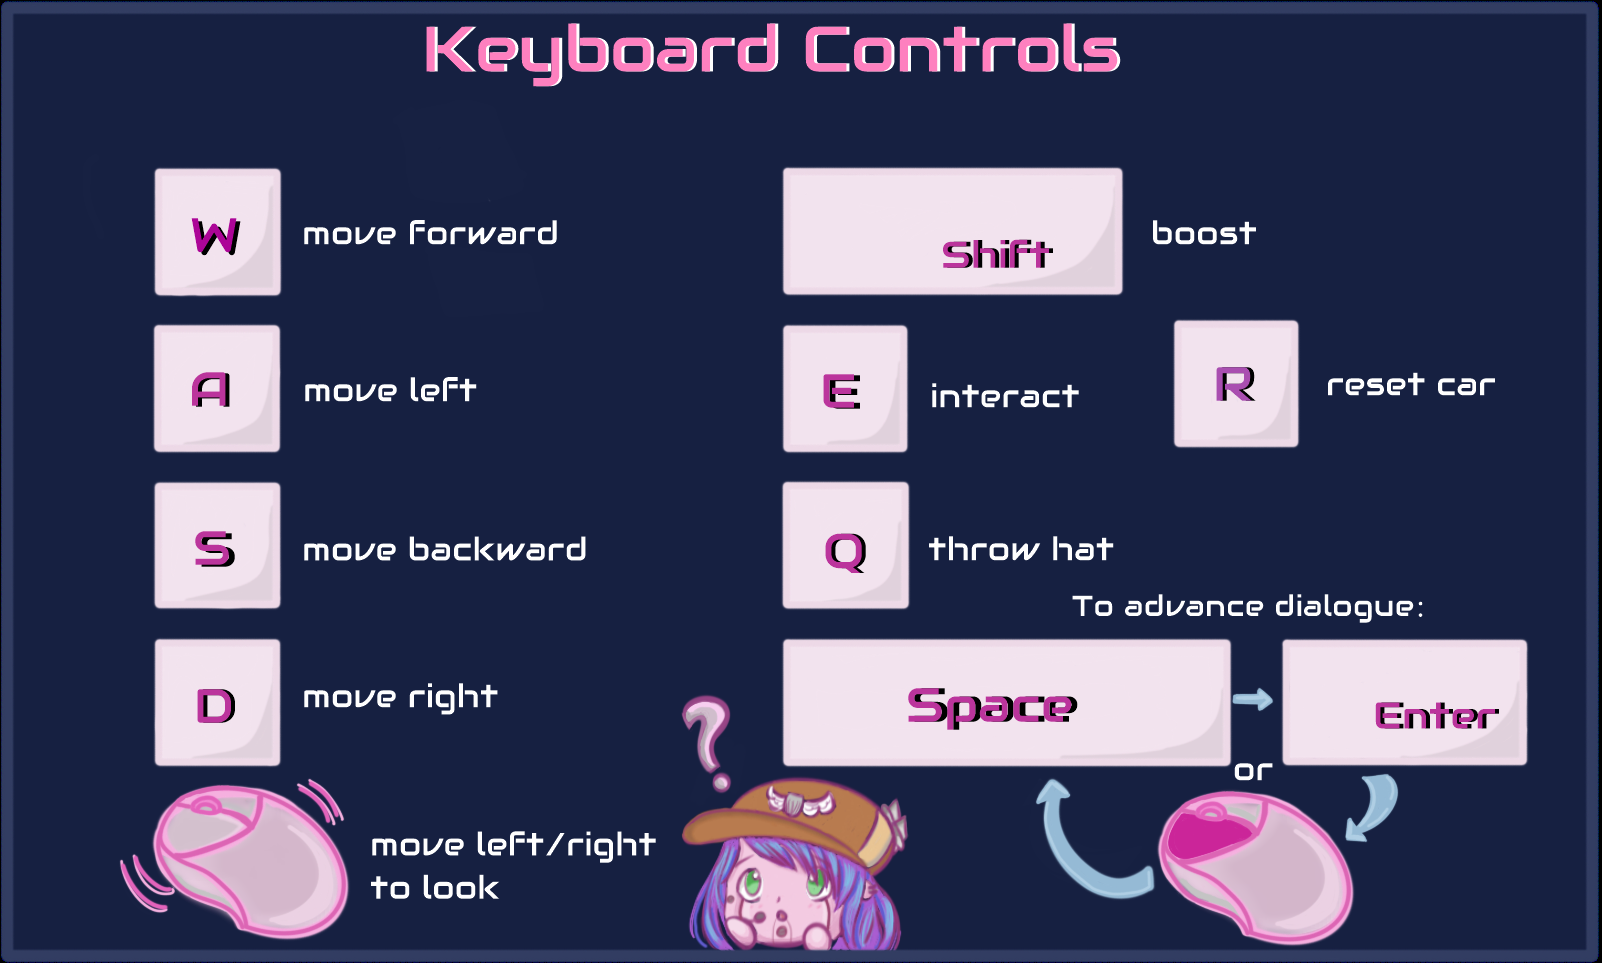 Keyboard Controls
W
move forward
A
move left
S
move backward
D
move right
move left/right
to look
Shift
boost
E
interact
R
reset car
Q
throw hat
To advance dialogue:
Space
Enter
or
?